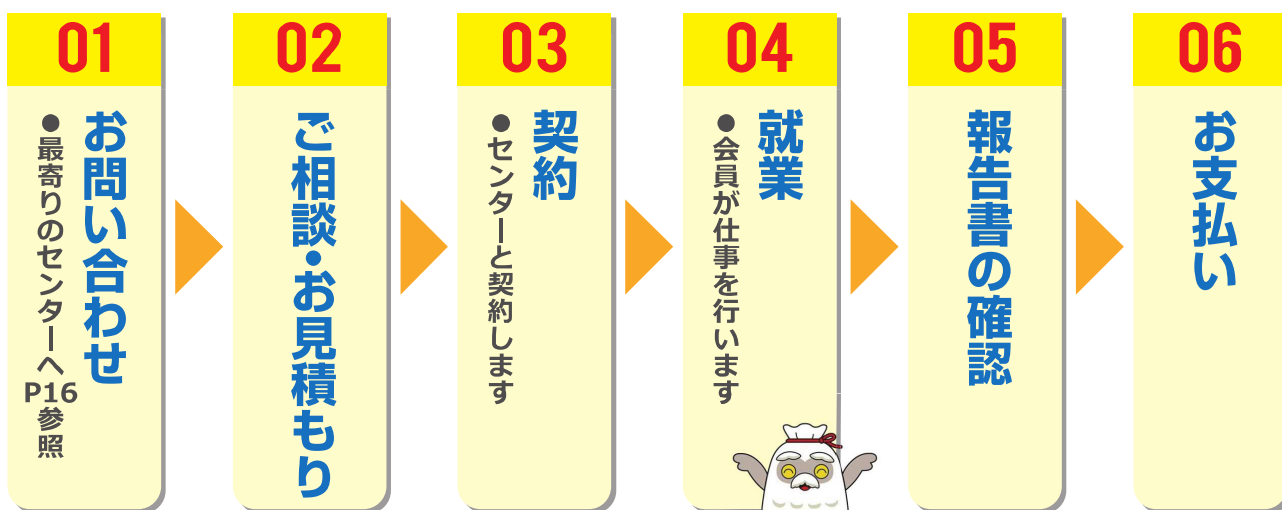 01
お問い合わせ
●最寄りのセンターへ
P16
参照
02
ご相談・お見積もり
03
契約
●センターと契約します
04
就業
●会員が仕事を行います
05
報告書の確認
06
お支払い